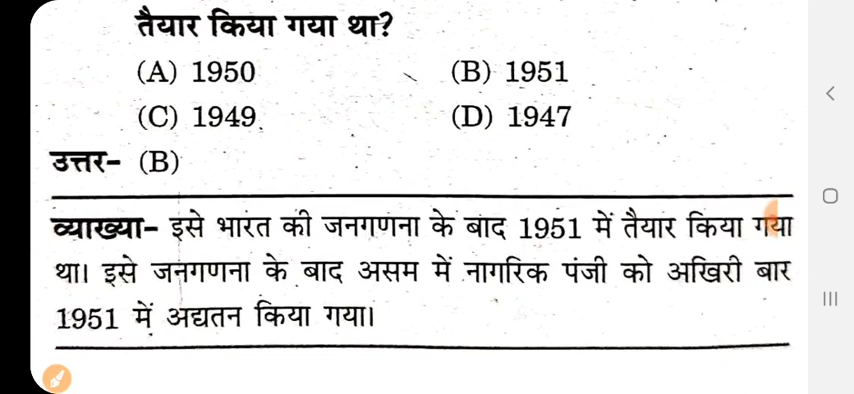 तैयार किया गया था?
(A) 1950 (B) 1951
(C) 1949 (D) 1947
उत्तर- (B)
व्याख्या- इसे भारत की जनगणना के बाद 1951 में तैयार किया गया
था। इसे जनगणना के बाद असम में नागरिक पंजी को अखिरी बार
1951 में अद्यतन किया गया।